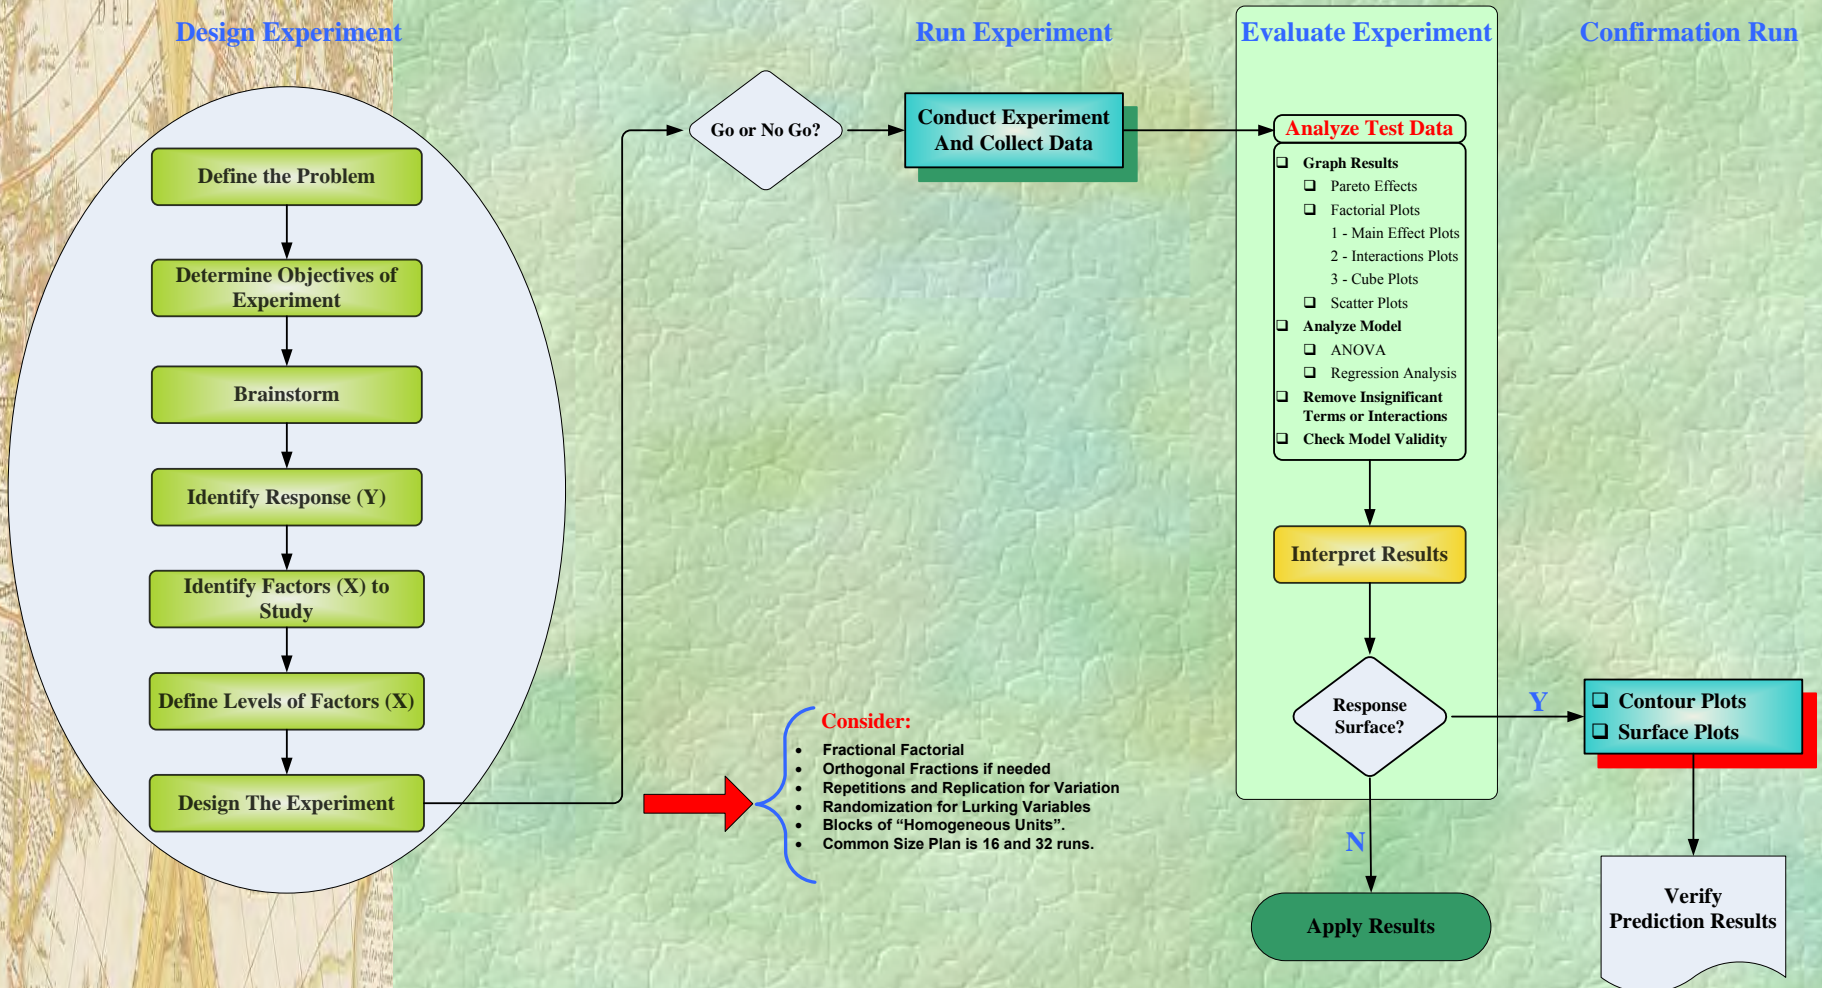 Design Experiment
Run Experiment
Evaluate Experiment
Confirmation Run
Define the Problem
Determine Objectives of
Experiment
Brainstorm
Identify Response (Y)
Identify Factors (X) to
Study
Define Levels of Factors (X)
Design The Experiment
Go or No Go?
Conduct Experiment
And Collect Data
Consider:
• Fractional Factorial
• Orthogonal Fractions if needed
• Repetitions and Replication for Variation
• Randomization for Lurking Variables
• Blocks of “Homogeneous Units”.
• Common Size Plan is 16 and 32 runs.
Analyze Test Data
❑ Graph Results
❑ Pareto Effects
❑ Factorial Plots
1 - Main Effect Plots
2 - Interactions Plots
3 - Cube Plots
❑ Scatter Plots
❑ Analyze Model
❑ ANOVA
❑ Regression Analysis
❑ Remove Insignificant
Terms or Interactions
❑ Check Model Validity
Interpret Results
Response
Surface?
Y
N
Apply Results
❑ Contour Plots
❑ Surface Plots
Verify
Prediction Results